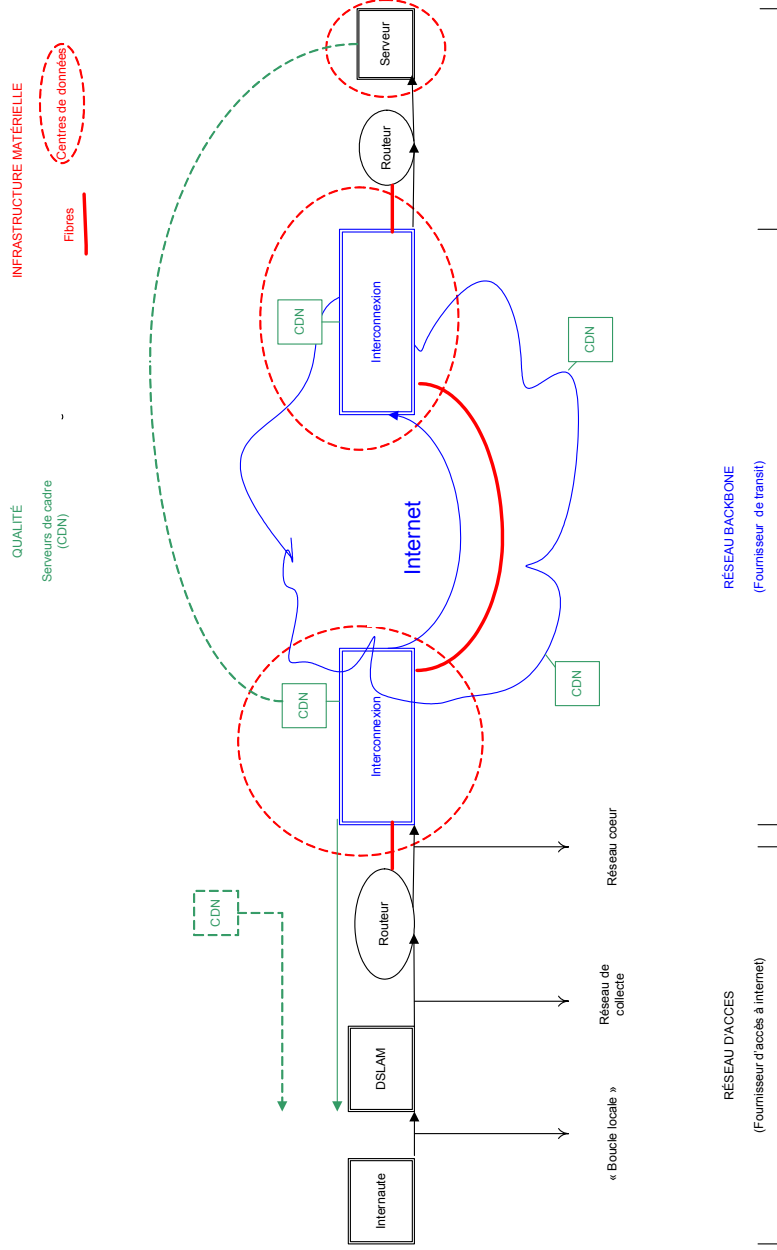 QUALITÉ
Serveurs de cadre
(CDN)
INFRASTRUCTURE MATÉRIELLE
Fibres
Centres de données
CDN
CDN
CDN
Internaute
DSLAM
Routeur
Interconnexion
Internet
Interconnexion
Routeur
Serveur
CDN
CDN
« Boucle locale »
Réseau de
collecte
Réseau coeur
RÉSEAU D'ACCES
(Fournisseur d'accès à internet)
RÉSEAU BACKBONE
(Fournisseur de transit)